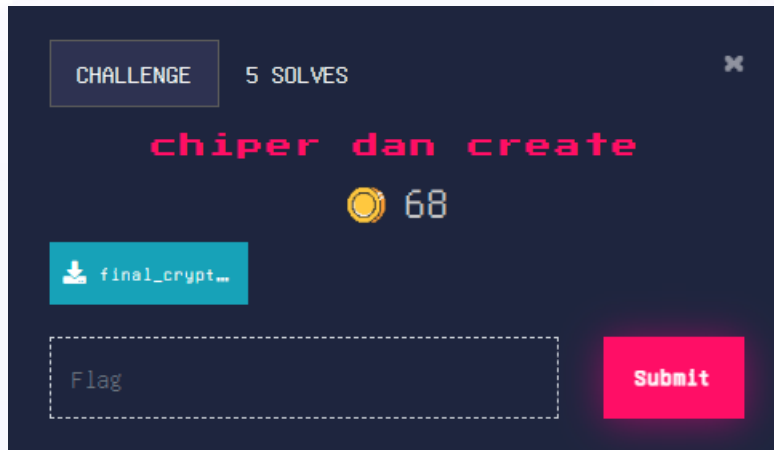 CHALLENGE 5 SOLVES ×
chiper dan create
68
final_crypt…
Flag
Submit